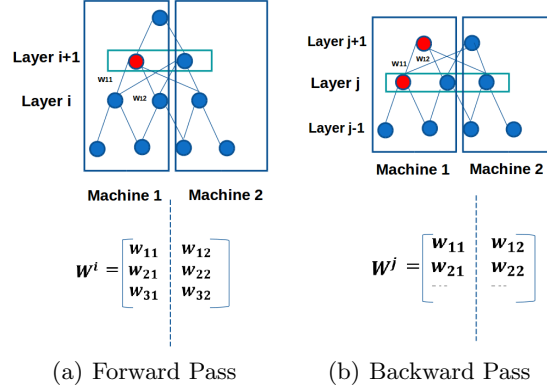 Layer i+1
w11
w12
Layer i
Machine 1 Machine 2
W^i = [ w11 w12
w21 w22
w31 w32 ]
(a) Forward Pass
Layer j+1
w11
w12
Layer j
Layer j-1
Machine 1 Machine 2
W^j = [ w11 w12
w21 w22
... ... ]
(b) Backward Pass